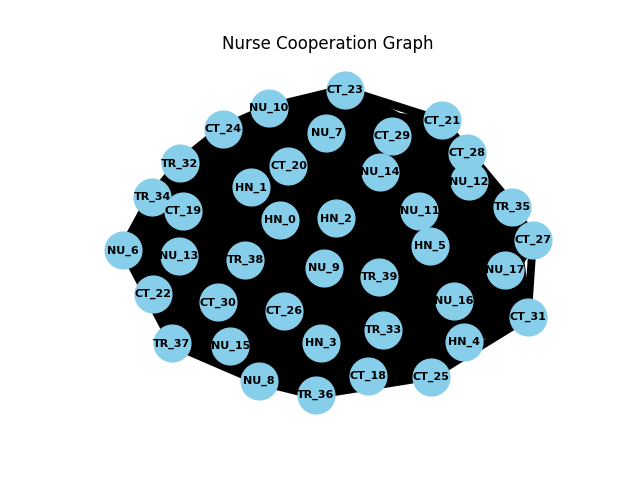 Nurse Cooperation Graph
CT_23
NU_10
CT_21
CT_24
NU_7
CT_29
CT_28
TR_32
CT_20
NU_14
NU_12
HN_1
TR_34
CT_19
NU_11
TR_35
HN_0
HN_2
CT_27
HN_5
NU_6
NU_13
TR_38
NU_9
NU_17
TR_39
CT_22
CT_30
NU_16
CT_26
CT_31
TR_33
HN_4
TR_37
NU_15
HN_3
CT_18
CT_25
NU_8
TR_36